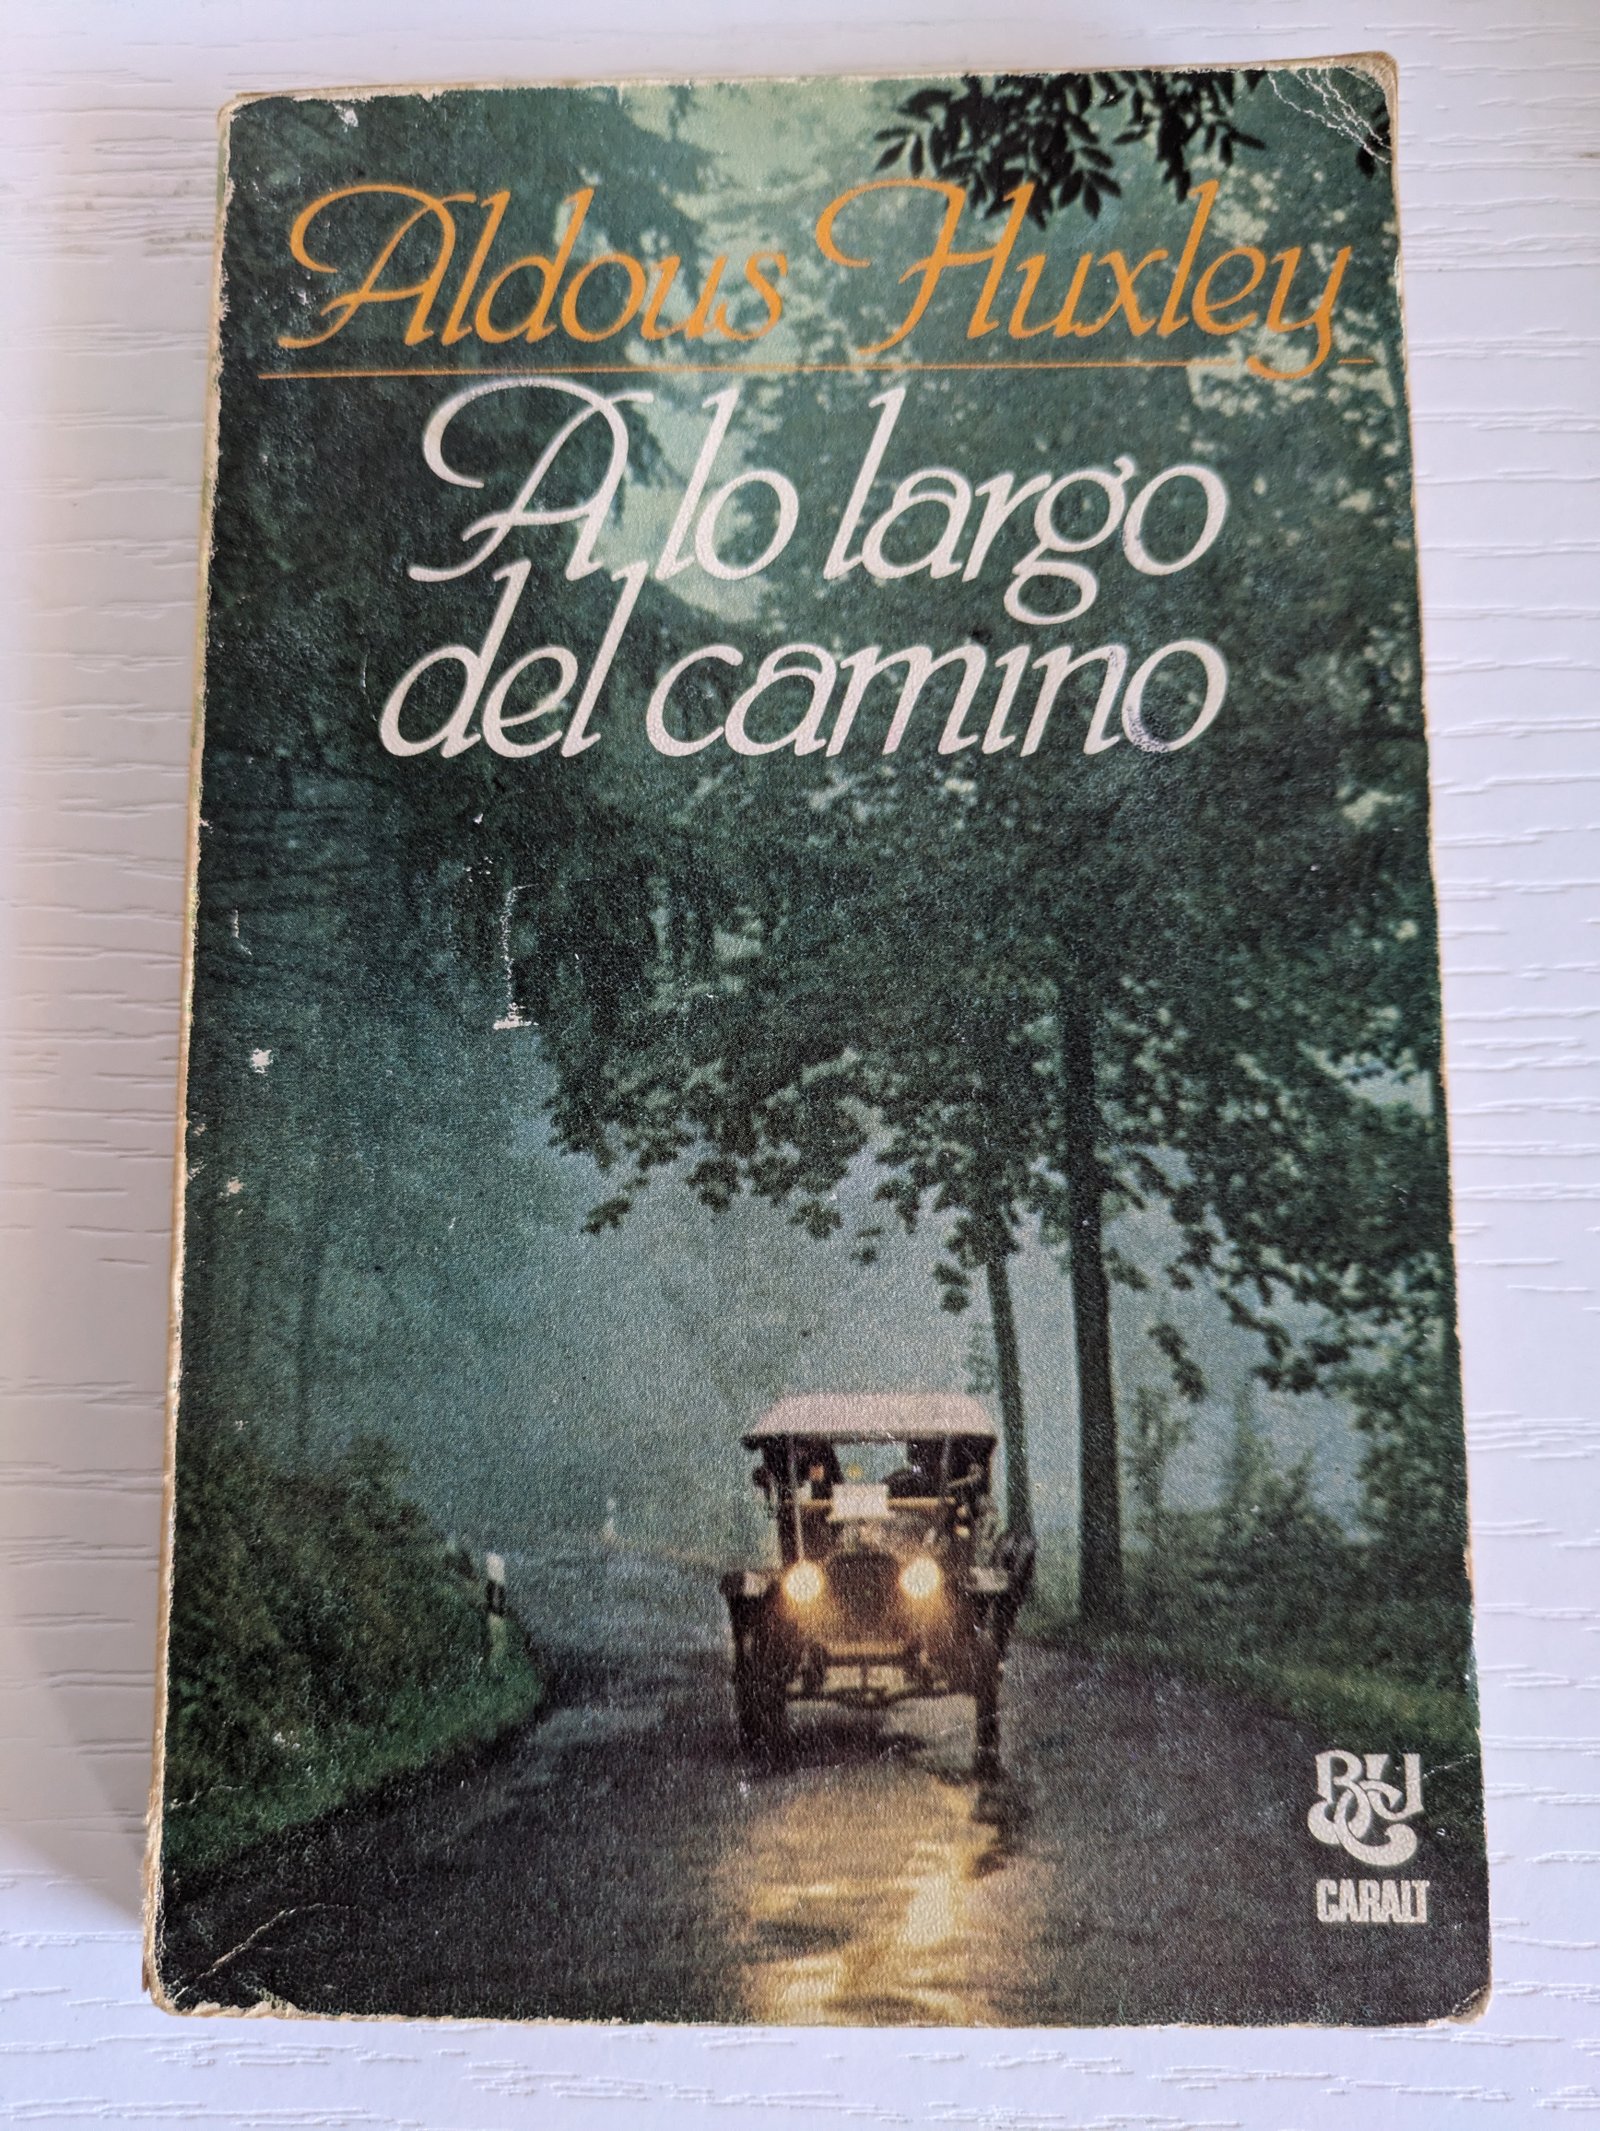 Aldous Huxley
A lo largo
del camino
BUC
CARALT